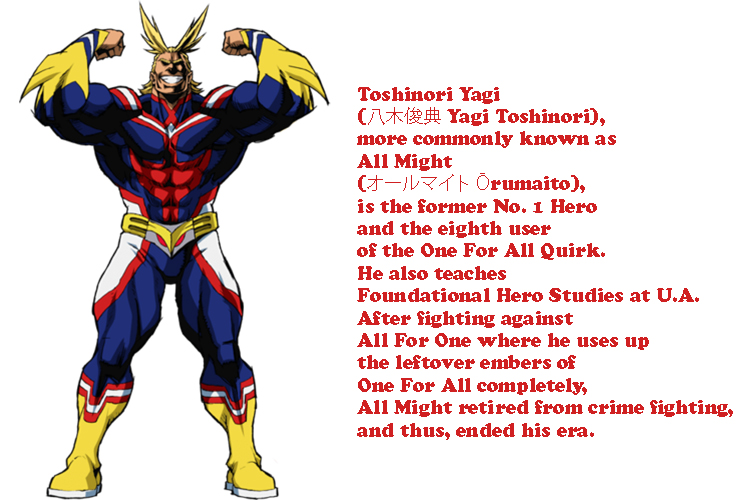 Toshinori Yagi
(八木俊典 Yagi Toshinori),
more commonly known as
All Might
(オールマイト Ōrumaito),
is the former No. 1 Hero
and the eighth user
of the One For All Quirk.
He also teaches
Foundational Hero Studies at U.A.
After fighting against
All For One where he uses up
the leftover embers of
One For All completely,
All Might retired from crime fighting,
and thus, ended his era.